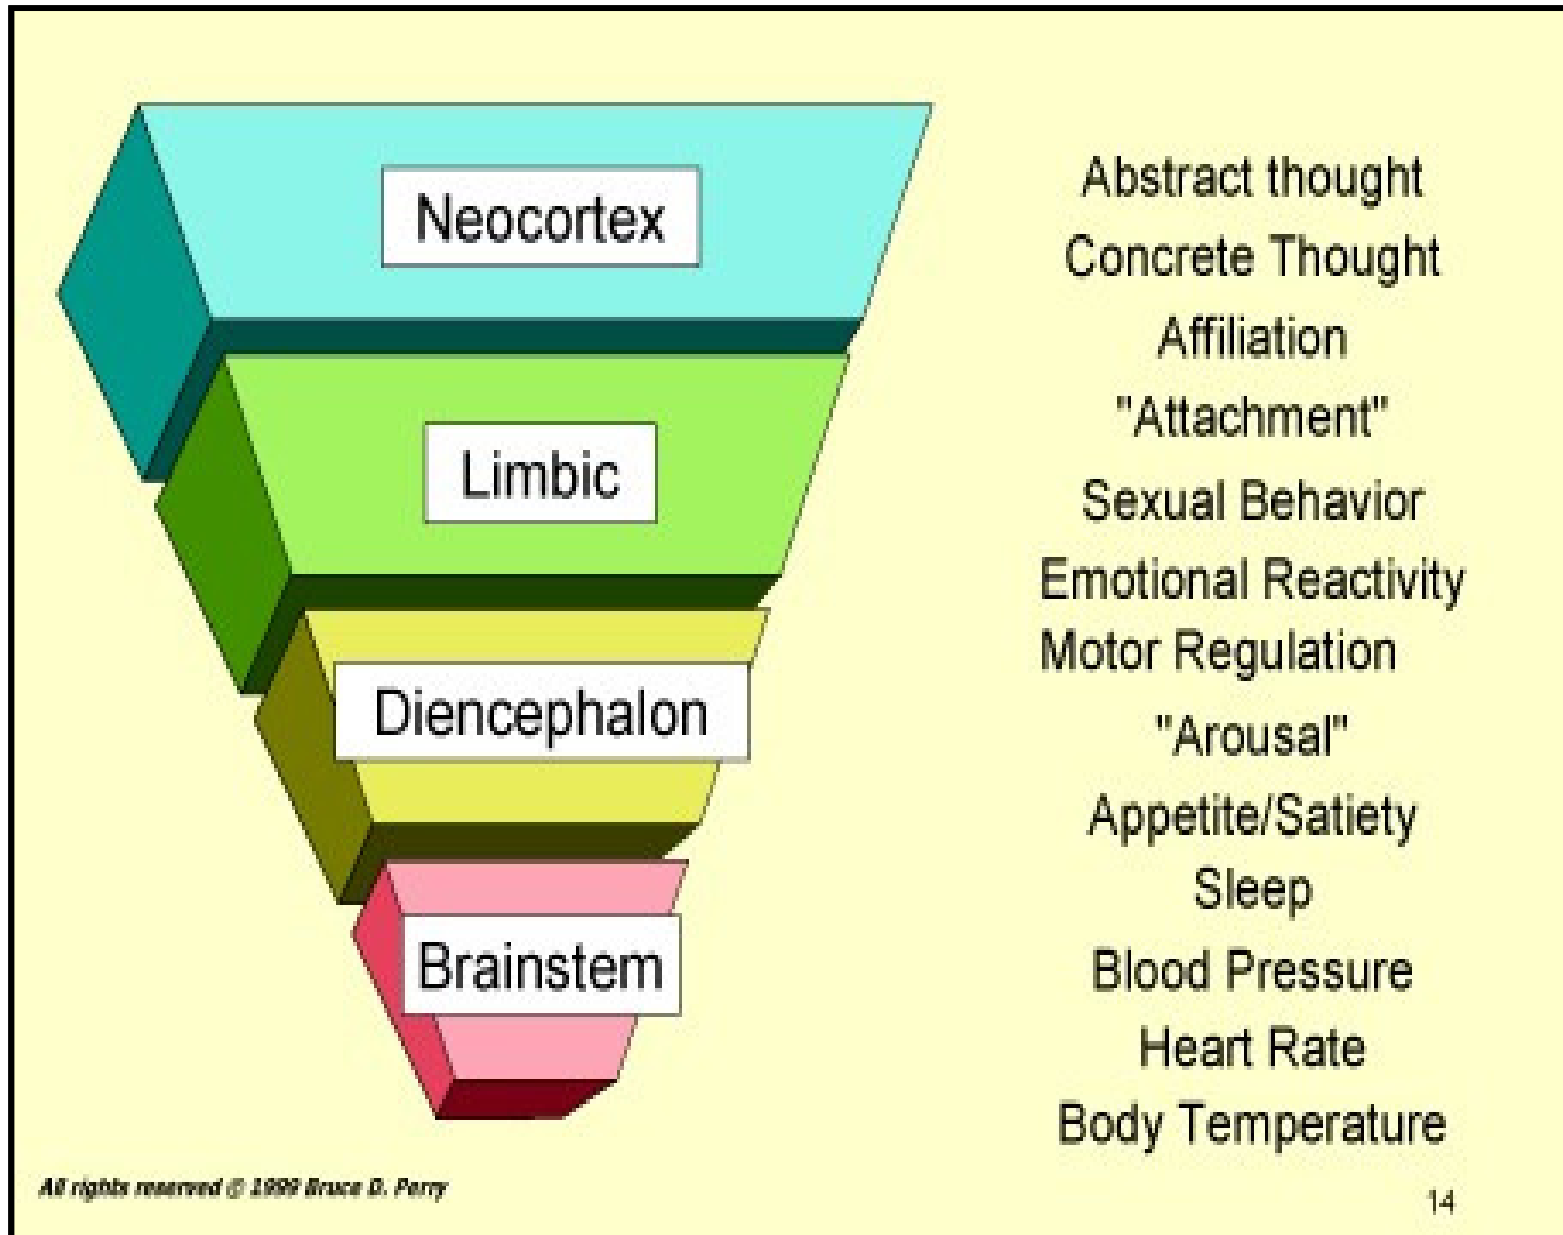 Neocortex
Limbic
Diencephalon
Brainstem
Abstract thought
Concrete Thought
Affiliation
"Attachment"
Sexual Behavior
Emotional Reactivity
Motor Regulation
"Arousal"
Appetite/Satiety
Sleep
Blood Pressure
Heart Rate
Body Temperature
All rights reserved © 1999 Bruce D. Perry
14